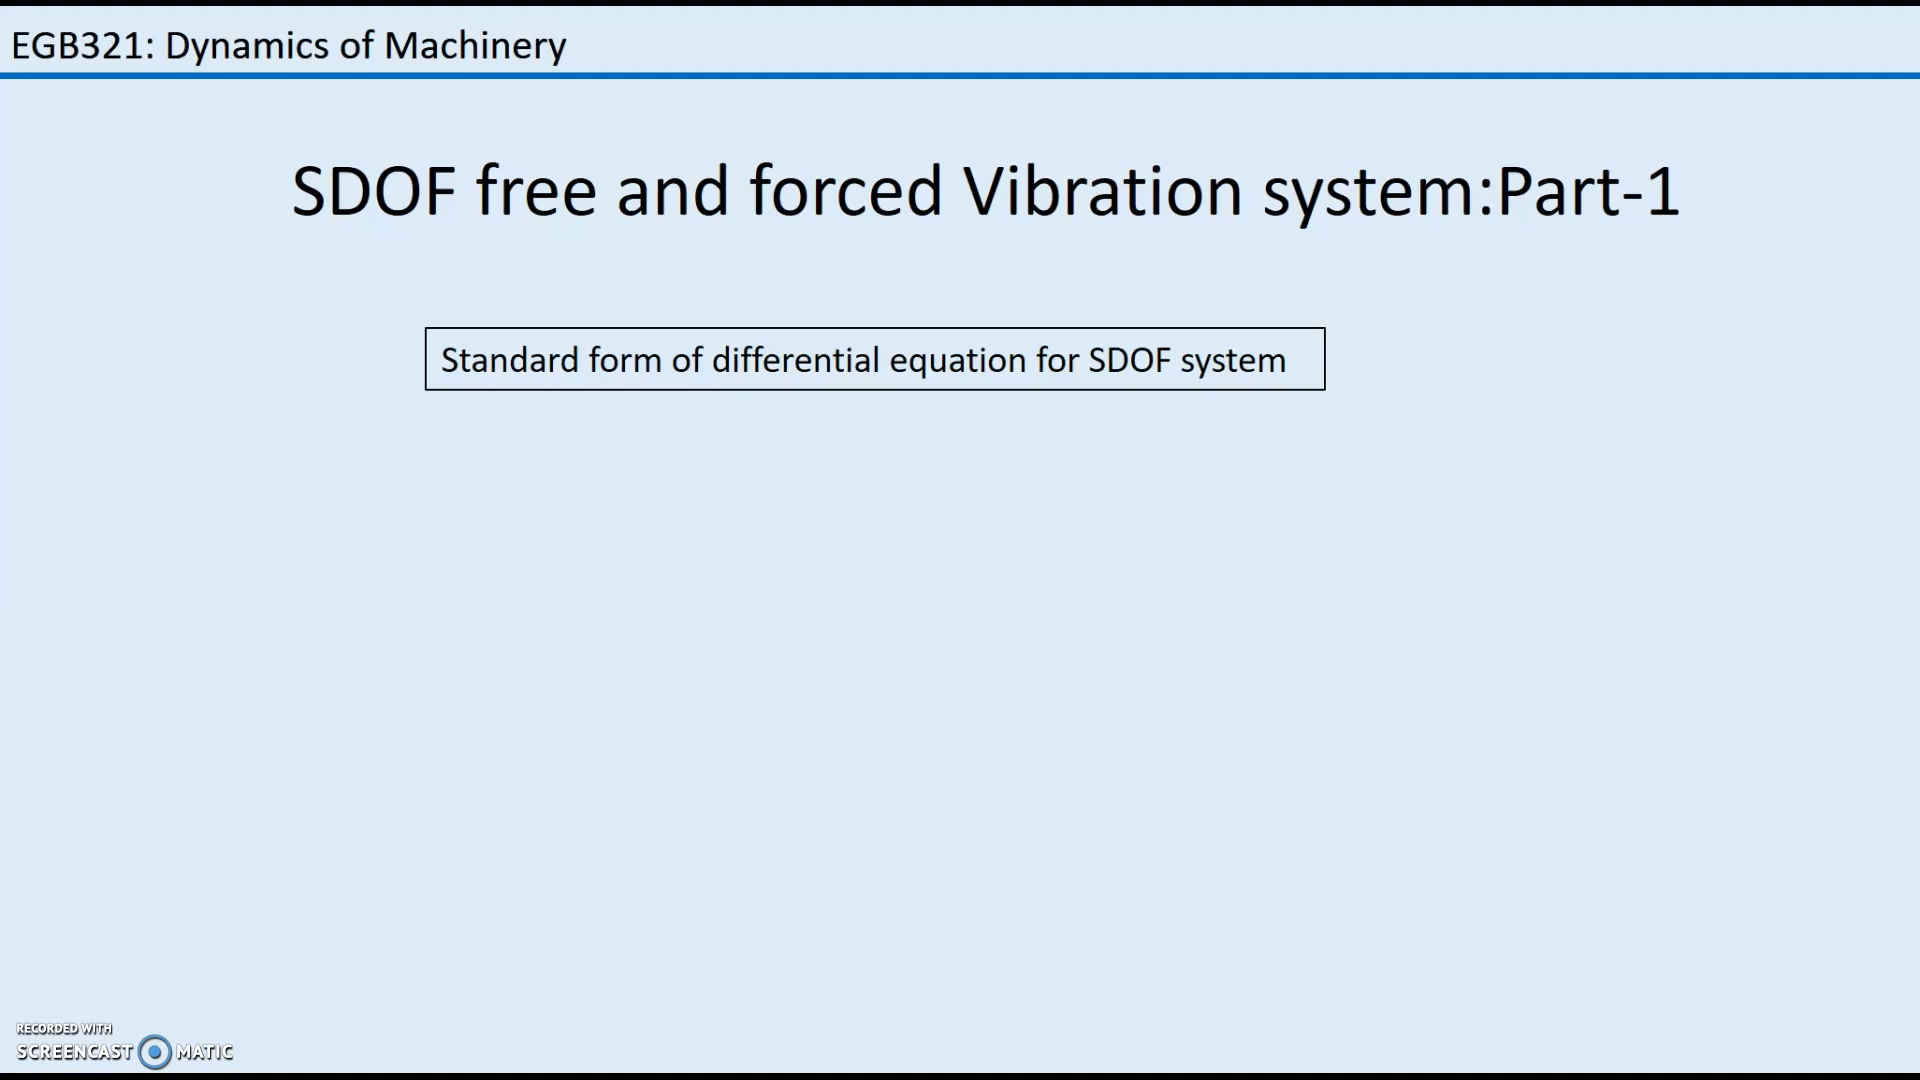 EGB321: Dynamics of Machinery
SDOF free and forced Vibration system:Part-1
Standard form of differential equation for SDOF system
RECORDED WITH
SCREENCAST MATIC